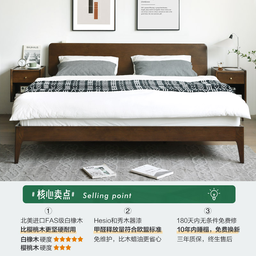 核心卖点
Selling point
①
北美进口FAS级白橡木
比樱桃木更坚硬耐用
白橡木 硬度 ★★★★★
樱桃木 硬度 ★★★
②
Hesio和秀木器漆
甲醛释放量符合欧盟标准
免维护，比木蜡油更省心
③
180天内无条件免费修
10年内睡塌，免费换新
三年质保，终生售后